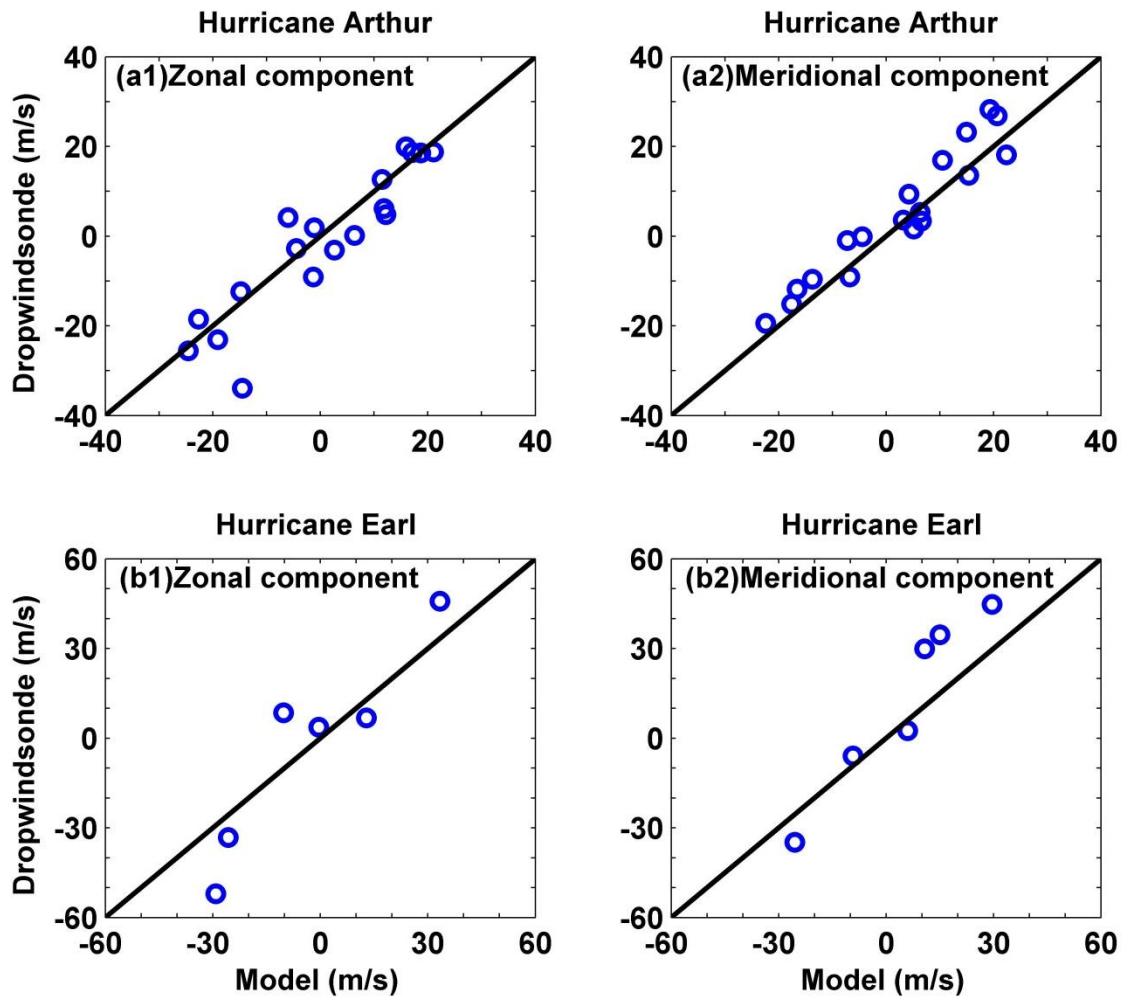 Hurricane Arthur
Hurricane Arthur
(a1)Zonal component
(a2)Meridional component
Dropwindsonde (m/s)
40
20
0
-20
-40
-40 -20 0 20 40
40
20
0
-20
-40
-40 -20 0 20 40
Hurricane Earl
Hurricane Earl
(b1)Zonal component
(b2)Meridional component
Dropwindsonde (m/s)
60
30
0
-30
-60
-60 -30 0 30 60
60
30
0
-30
-60
-60 -30 0 30 60
Model (m/s)
Model (m/s)